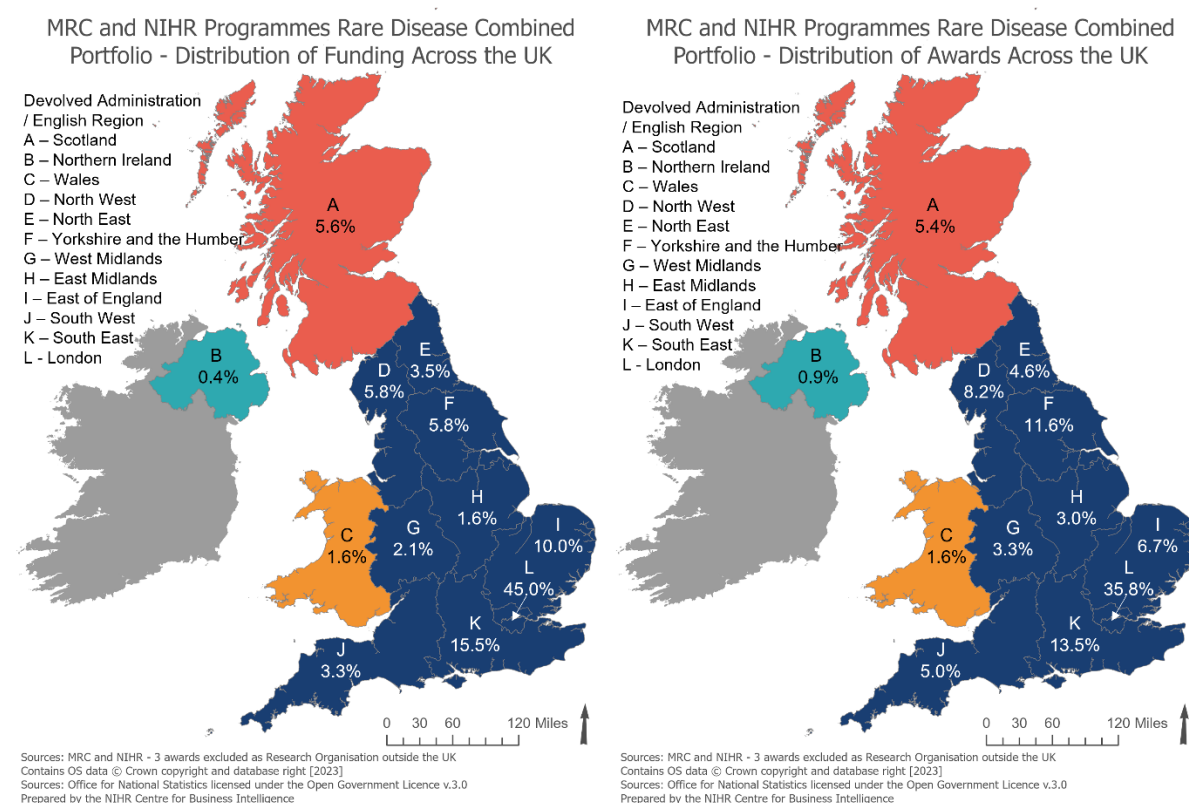 MRC and NIHR Programmes Rare Disease Combined
Portfolio - Distribution of Funding Across the UK
Devolved Administration
/ English Region
A – Scotland
B – Northern Ireland
C – Wales
D – North West
E – North East
F – Yorkshire and the Humber
G – West Midlands
H – East Midlands
I – East of England
J – South West
K – South East
L - London
A
5.6%
B
0.4%
E
3.5%
D
5.8%
F
5.8%
H
1.6%
G
2.1%
C
1.6%
I
10.0%
L
45.0%
K
15.5%
J
3.3%
0 30 60 120 Miles
Sources: MRC and NIHR - 3 awards excluded as Research Organisation outside the UK
Contains OS data © Crown copyright and database right [2023]
Sources: Office for National Statistics licensed under the Open Government Licence v.3.0
Prepared by the NIHR Centre for Business Intelligence
MRC and NIHR Programmes Rare Disease Combined
Portfolio - Distribution of Awards Across the UK
Devolved Administration
/ English Region
A – Scotland
B – Northern Ireland
C – Wales
D – North West
E – North East
F – Yorkshire and the Humber
G – West Midlands
H – East Midlands
I – East of England
J – South West
K – South East
L - London
A
5.4%
B
0.9%
E
4.6%
D
8.2%
F
11.6%
H
3.0%
G
3.3%
C
1.6%
I
6.7%
L
35.8%
K
13.5%
J
5.0%
0 30 60 120 Miles
Sources: MRC and NIHR - 3 awards excluded as Research Organisation outside the UK
Contains OS data © Crown copyright and database right [2023]
Sources: Office for National Statistics licensed under the Open Government Licence v.3.0
Prepared by the NIHR Centre for Business Intelligence